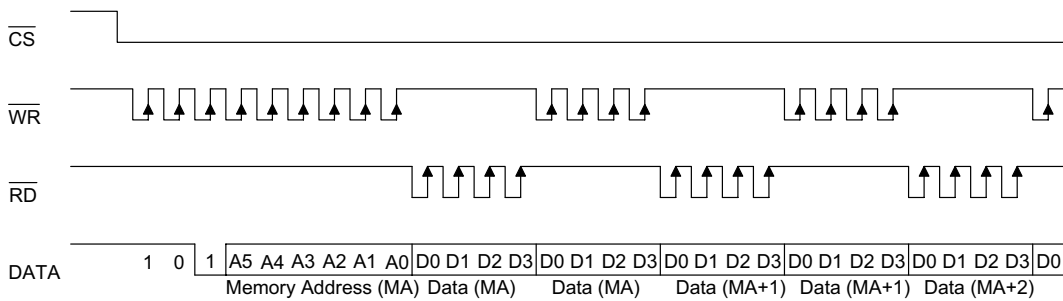 CS
WR
RD
DATA
1 0 1 A5 A4 A3 A2 A1 A0 D0 D1 D2 D3 D0 D1 D2 D3 D0 D1 D2 D3 D0 D1 D2 D3 D0 D1 D2 D3 D0
Memory Address (MA) Data (MA) Data (MA) Data (MA+1) Data (MA+1) Data (MA+2)